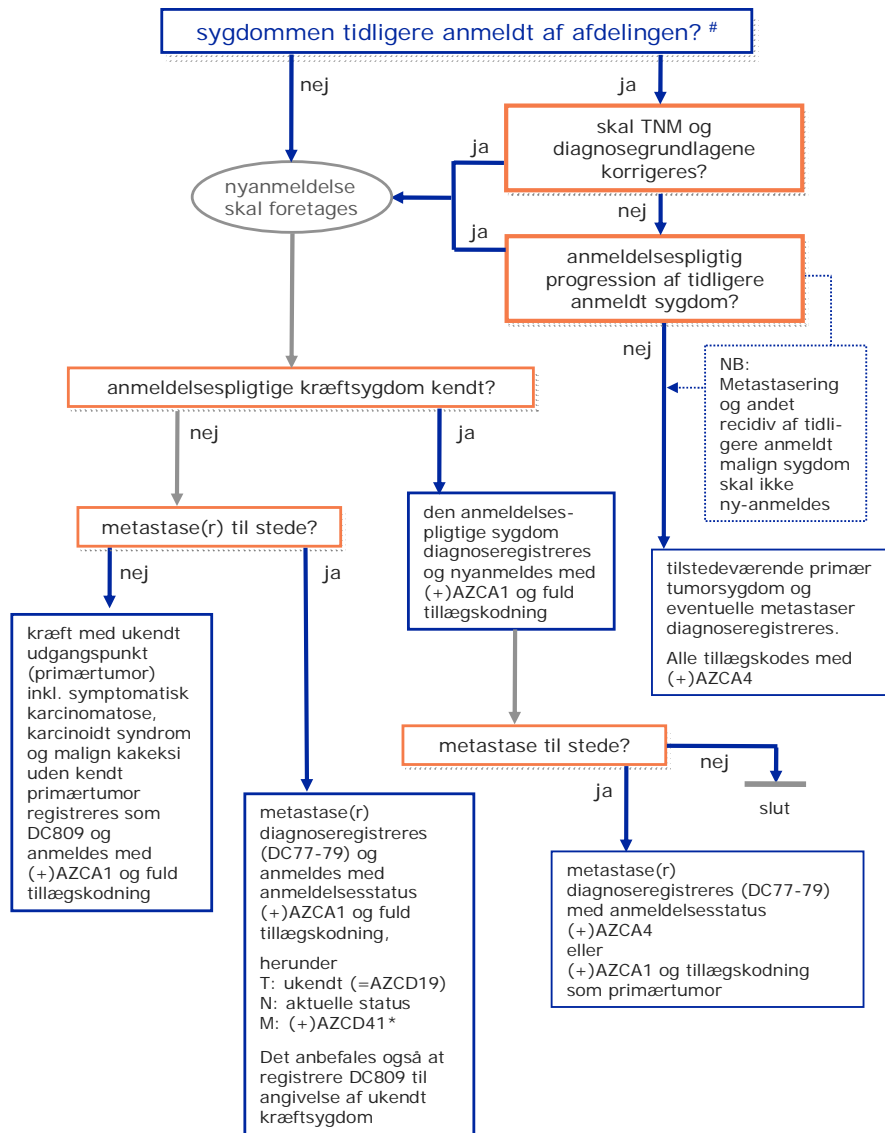 sygdommen tidligere anmeldt af afdelingen? #
nej
ja
skal TNM og
diagnosegrundlagene
korrigeres?
ja
nyanmeldelse
skal foretages
nej
ja
anmeldelsespligtig
progression af tidligere
anmeldt sygdom?
nej
NB:
Metastasering
og andet
recidiv af tidli-
gere anmeldt
malign sygdom
skal ikke
ny-anmeldes
anmeldelsespligtige kræftsygdom kendt?
nej
ja
metastase(r) til stede?
den anmeldelses-
pligtige sygdom
diagnoseregistreres
og nyanmeldes med
(+)AZCA1 og fuld
tillægskodning
tilstedeværende primær
tumorsygdom og
eventuelle metastaser
diagnoseregistreres.
Alle tillægskodes med
(+)AZCA4
nej
ja
kræft med ukendt
udgangspunkt
(primærtumor)
inkl. symptomatisk
karcinomatose,
karcinoidt syndrom
og malign kakeksi
uden kendt
primærtumor
registreres som
DC809 og
anmeldes med
(+)AZCA1 og fuld
tillægskodning
metastase til stede?
nej
ja
slut
metastase(r)
diagnoseregistreres
(DC77-79) og
anmeldes med
anmeldelsesstatus
(+)AZCA1 og fuld
tillægskodning,
herunder
T: ukendt (=AZCD19)
N: aktuelle status
M: (+)AZCD41*
Det anbefales også at
registrere DC809 til
angivelse af ukendt
kræftsygdom
metastase(r)
diagnoseregistreres (DC77-79)
med anmeldelsesstatus
(+)AZCA4
eller
(+)AZCA1 og tillægskodning
som primærtumor